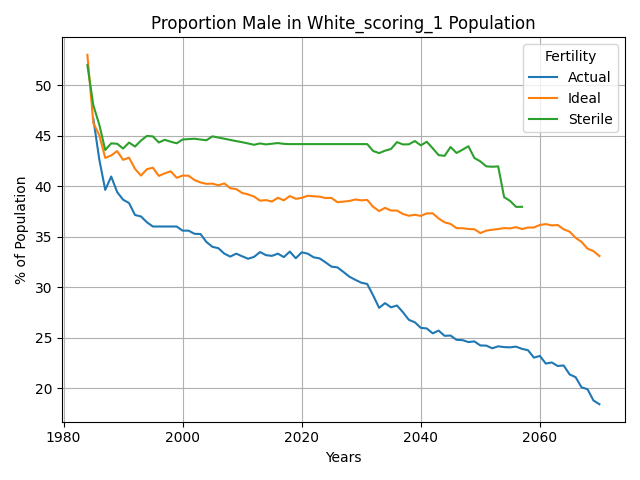 Proportion Male in White_scoring_1 Population
Fertility
Actual
Ideal
Sterile
% of Population
50
45
40
35
30
25
20
1980
2000
2020
2040
2060
Years